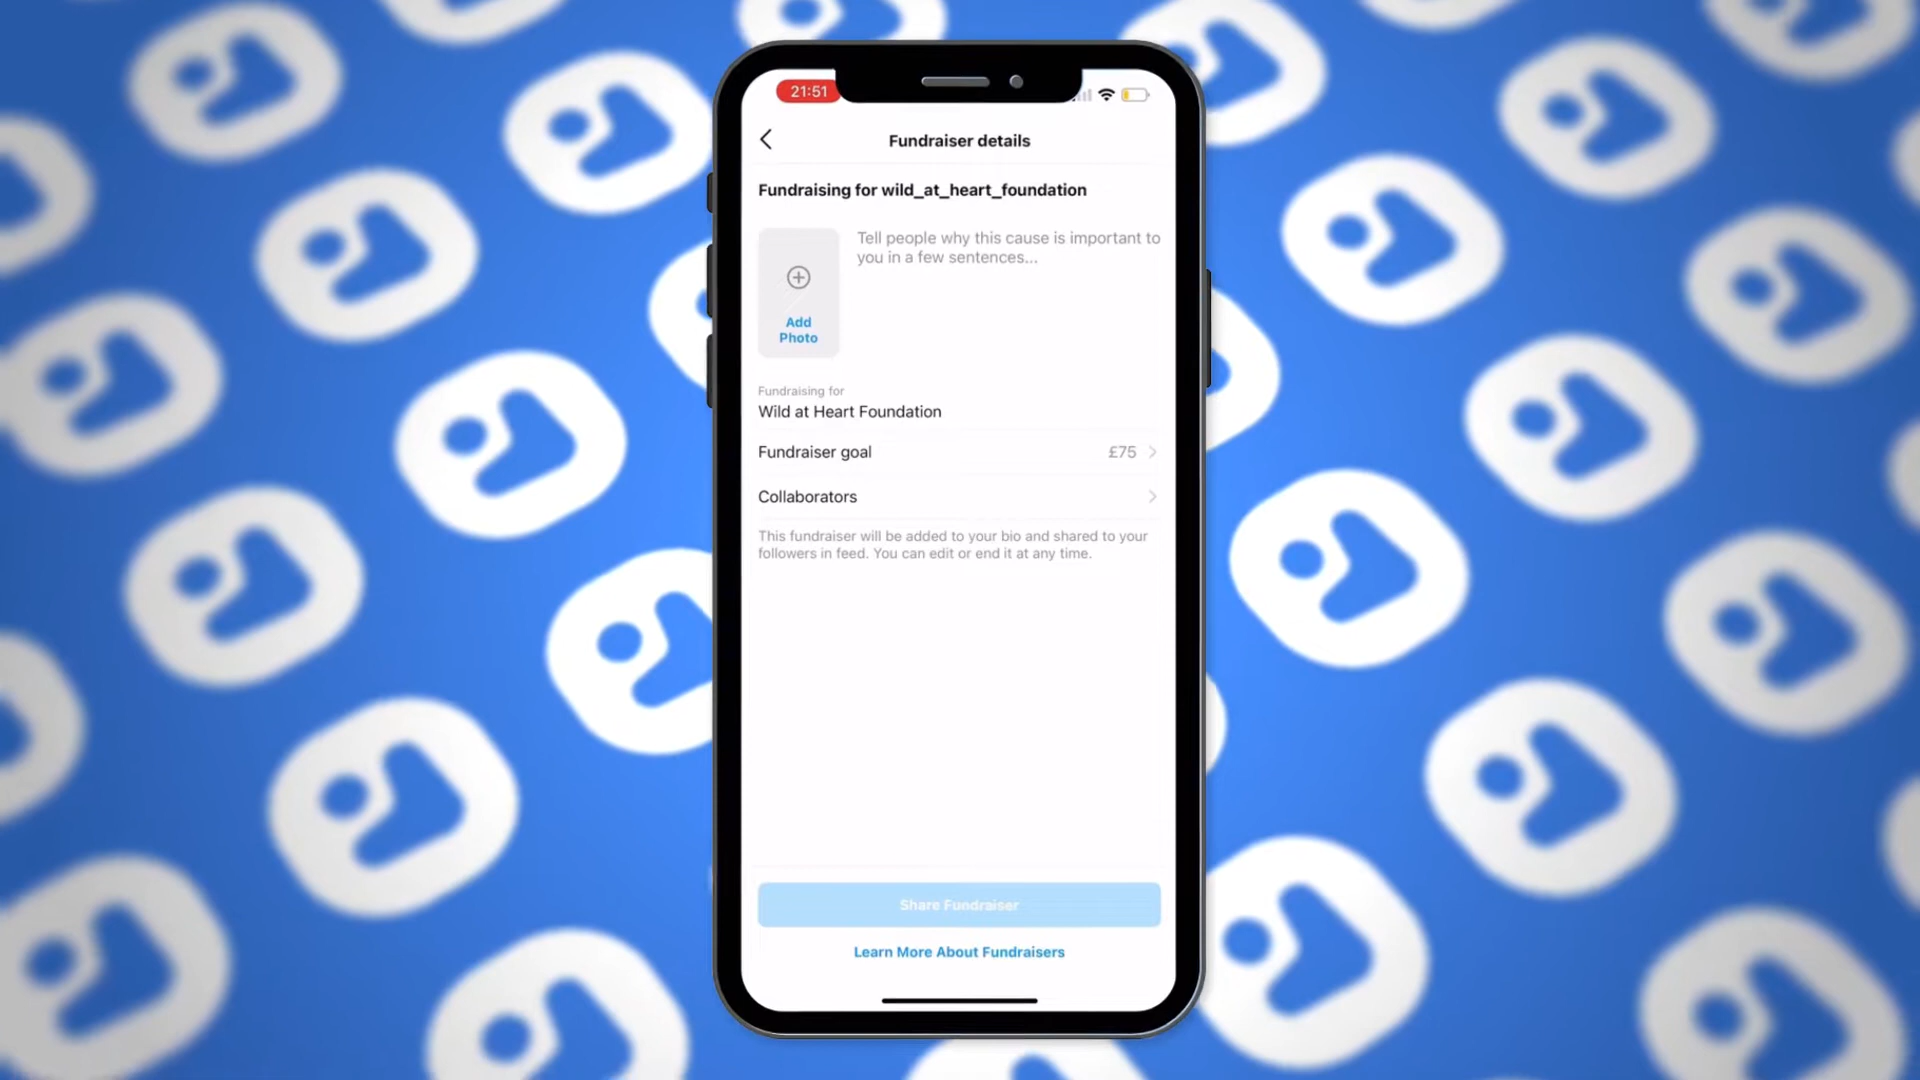 21:51
Fundraiser details
Fundraising for wild_at_heart_foundation
Tell people why this cause is important to
you in a few sentences...
Add
Photo
Fundraising for
Wild at Heart Foundation
Fundraiser goal £75
Collaborators
This fundraiser will be added to your bio and shared to your
followers in feed. You can edit or end it at any time.
Share Fundraiser
Learn More About Fundraisers